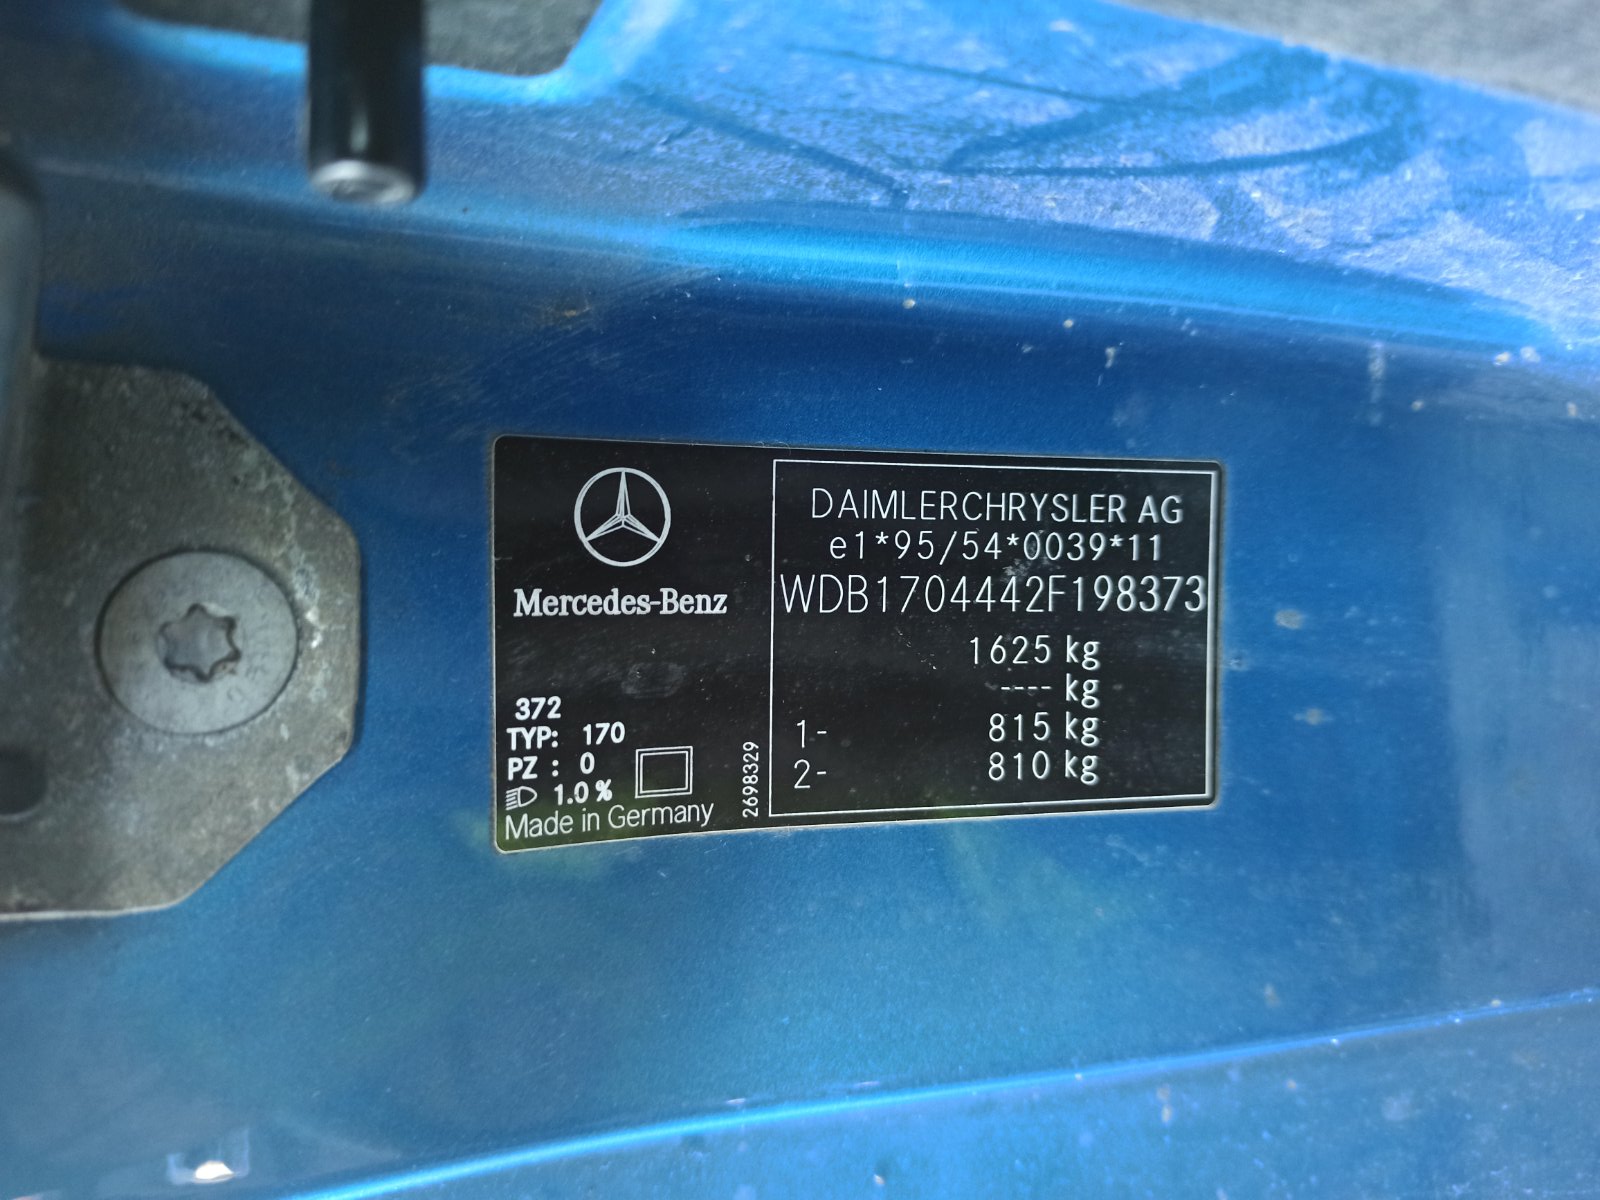 Mercedes-Benz
372
TYP: 170
PZ : 0
1.0 %
Made in Germany
2698329
DAIMLERCHRYSLER AG
e1*95/54*0039*11
WDB1704442F198373
1625 kg
---- kg
1- 815 kg
2- 810 kg